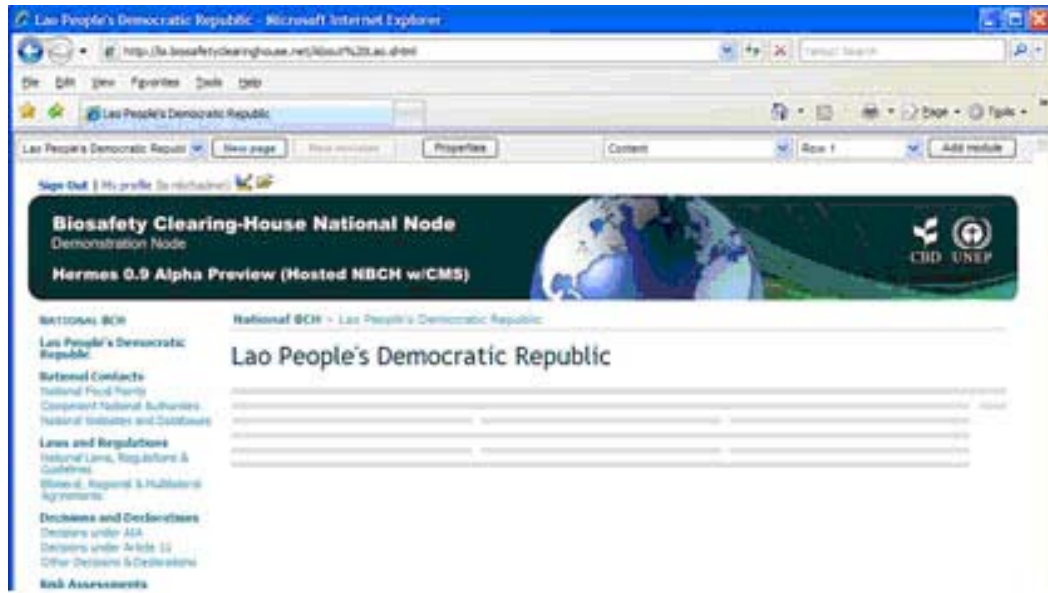 Lao People's Democratic Republic - Microsoft Internet Explorer
File Edit View Favorites Tools Help
Lao People's Democratic Republic
Page Tools
New page
Properties
Content
Row 1
Add module
Sign Out | My profile
Biosafety Clearing-House National Node
Demonstration Node
Hermes 0.9 Alpha Preview (Hosted NBCH w/CMS)
CBD UNEP
NATIONAL BCH
National BCH - Lao People's Democratic Republic
Lao People's Democratic Republic
Lao People's Democratic Republic
National Contacts
National Focal Points
Competent National Authorities
National Websites and Databases
Laws and Regulations
National Laws, Regulations & Guidelines
Bilateral, Regional & Multilateral Agreements
Decisions and Declarations
Decisions under AIA
Decisions under Article 11
Other Decisions & Declarations
Risk Assessments